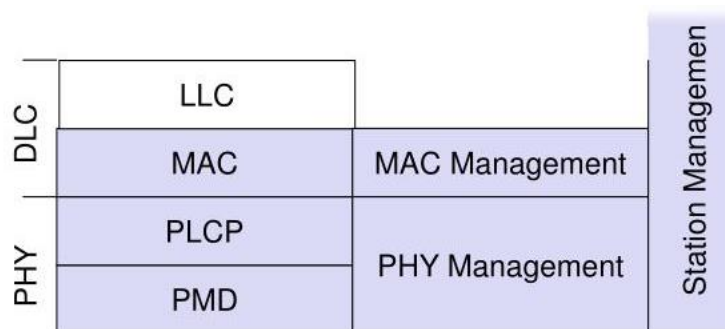 DLC
LLC
MAC
MAC Management
PHY
PLCP
PMD
PHY Management
Station Managemen